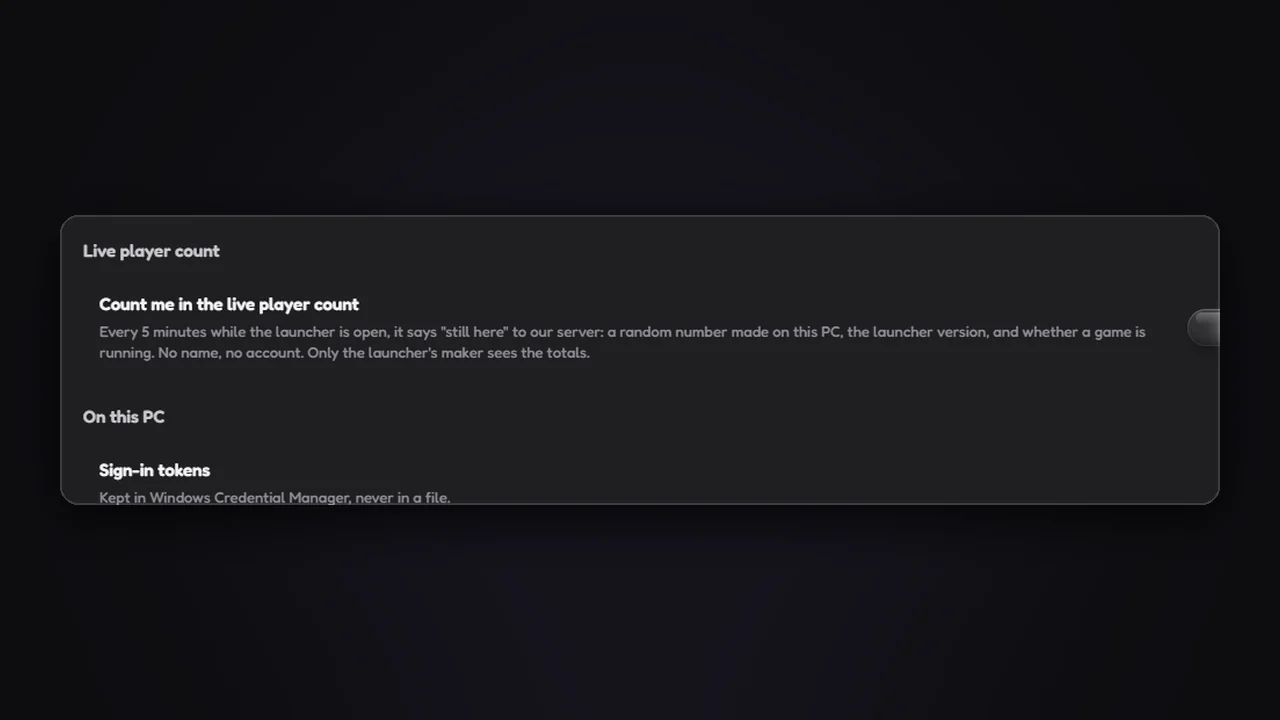 Live player count
Count me in the live player count
Every 5 minutes while the launcher is open, it says "still here" to our server: a random number made on this PC, the launcher version, and whether a game is
running. No name, no account. Only the launcher's maker sees the totals.
On this PC
Sign-in tokens
Kept in Windows Credential Manager, never in a file.